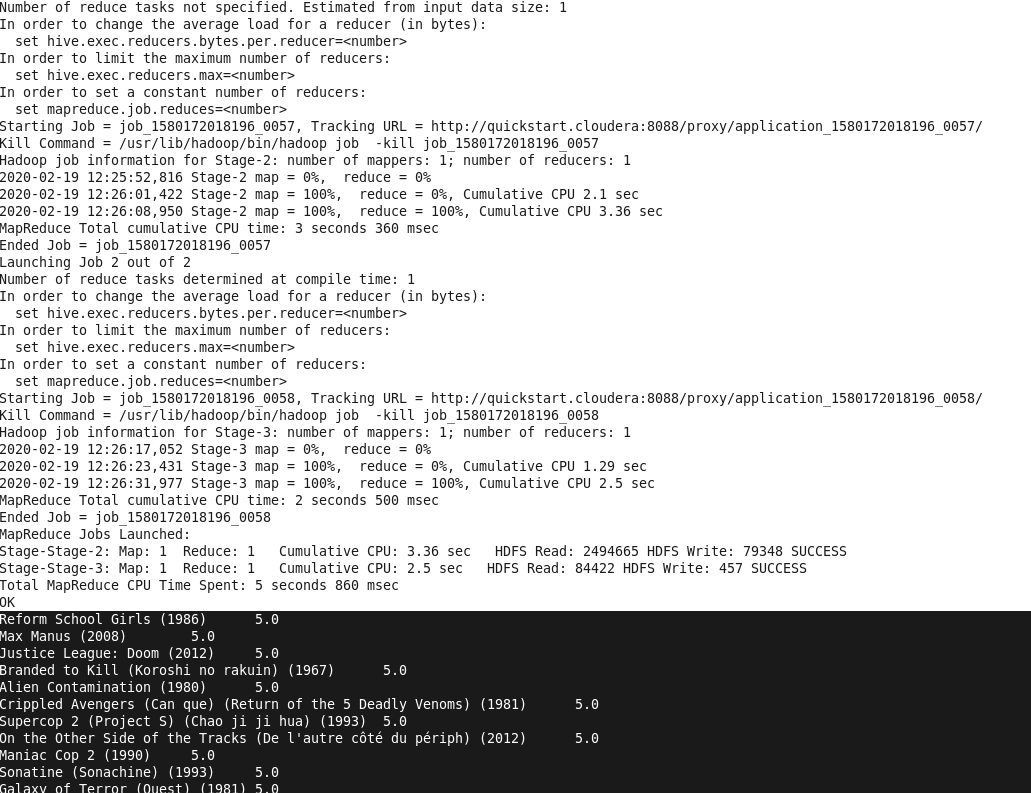 Number of reduce tasks not specified. Estimated from input data size: 1
In order to change the average load for a reducer (in bytes):
  set hive.exec.reducers.bytes.per.reducer=<number>
In order to limit the maximum number of reducers:
  set hive.exec.reducers.max=<number>
In order to set a constant number of reducers:
  set mapreduce.job.reduces=<number>
Starting Job = job_1580172018196_0057, Tracking URL = http://quickstart.cloudera:8088/proxy/application_1580172018196_0057/
Kill Command = /usr/lib/hadoop/bin/hadoop job  -kill job_1580172018196_0057
Hadoop job information for Stage-2: number of mappers: 1; number of reducers: 1
2020-02-19 12:25:52,816 Stage-2 map = 0%,  reduce = 0%
2020-02-19 12:26:01,422 Stage-2 map = 100%,  reduce = 0%, Cumulative CPU 2.1 sec
2020-02-19 12:26:08,950 Stage-2 map = 100%,  reduce = 100%, Cumulative CPU 3.36 sec
MapReduce Total cumulative CPU time: 3 seconds 360 msec
Ended Job = job_1580172018196_0057
Launching Job 2 out of 2
Number of reduce tasks determined at compile time: 1
In order to change the average load for a reducer (in bytes):
  set hive.exec.reducers.bytes.per.reducer=<number>
In order to limit the maximum number of reducers:
  set hive.exec.reducers.max=<number>
In order to set a constant number of reducers:
  set mapreduce.job.reduces=<number>
Starting Job = job_1580172018196_0058, Tracking URL = http://quickstart.cloudera:8088/proxy/application_1580172018196_0058/
Kill Command = /usr/lib/hadoop/bin/hadoop job  -kill job_1580172018196_0058
Hadoop job information for Stage-3: number of mappers: 1; number of reducers: 1
2020-02-19 12:26:17,052 Stage-3 map = 0%,  reduce = 0%
2020-02-19 12:26:23,431 Stage-3 map = 100%,  reduce = 0%, Cumulative CPU 1.29 sec
2020-02-19 12:26:31,977 Stage-3 map = 100%,  reduce = 100%, Cumulative CPU 2.5 sec
MapReduce Total cumulative CPU time: 2 seconds 500 msec
Ended Job = job_1580172018196_0058
MapReduce Jobs Launched:
Stage-Stage-2: Map: 1  Reduce: 1   Cumulative CPU: 3.36 sec   HDFS Read: 2494665 HDFS Write: 79348 SUCCESS
Stage-Stage-3: Map: 1  Reduce: 1   Cumulative CPU: 2.5 sec   HDFS Read: 84422 HDFS Write: 457 SUCCESS
Total MapReduce CPU Time Spent: 5 seconds 860 msec
OK
Reform School Girls (1986)      5.0
Max Manus (2008)        5.0
Justice League: Doom (2012)     5.0
Branded to Kill (Koroshi no rakuin) (1967)      5.0
Alien Contamination (1980)      5.0
Crippled Avengers (Can que) (Return of the 5 Deadly Venoms) (1981)      5.0
Supercop 2 (Project S) (Chao ji ji hua) (1993)  5.0
On the Other Side of the Tracks (De l'autre côté du périph) (2012)      5.0
Maniac Cop 2 (1990)     5.0
Sonatine (Sonachine) (1993)     5.0
Galaxy of Terror (Quest) (1981) 5.0